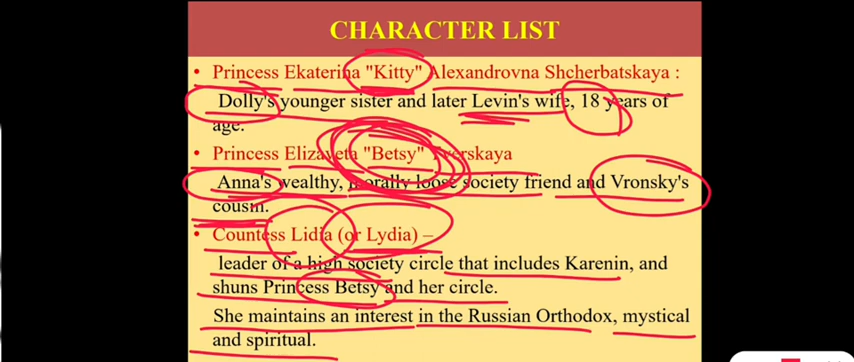 CHARACTER LIST
• Princess Ekaterina "Kitty" Alexandrovna Shcherbatskaya :
Dolly's younger sister and later Levin's wife, 18 years of
age.
• Princess Elizaveta "Betsy" Tverskaya
Anna's wealthy, morally loose society friend and Vronsky's
cousin.
• Countess Lidia (or Lydia) –
leader of a high society circle that includes Karenin, and
shuns Princess Betsy and her circle.
She maintains an interest in the Russian Orthodox, mystical
and spiritual.